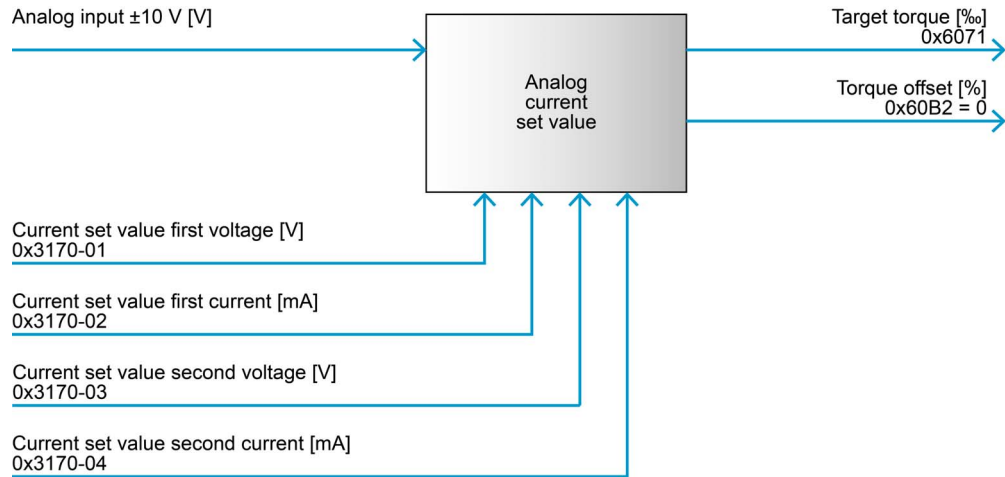 Analog input ±10 V [V]
Target torque [‰]
0x6071
Analog
current
set value
Torque offset [%]
0x60B2 = 0
Current set value first voltage [V]
0x3170-01
Current set value first current [mA]
0x3170-02
Current set value second voltage [V]
0x3170-03
Current set value second current [mA]
0x3170-04